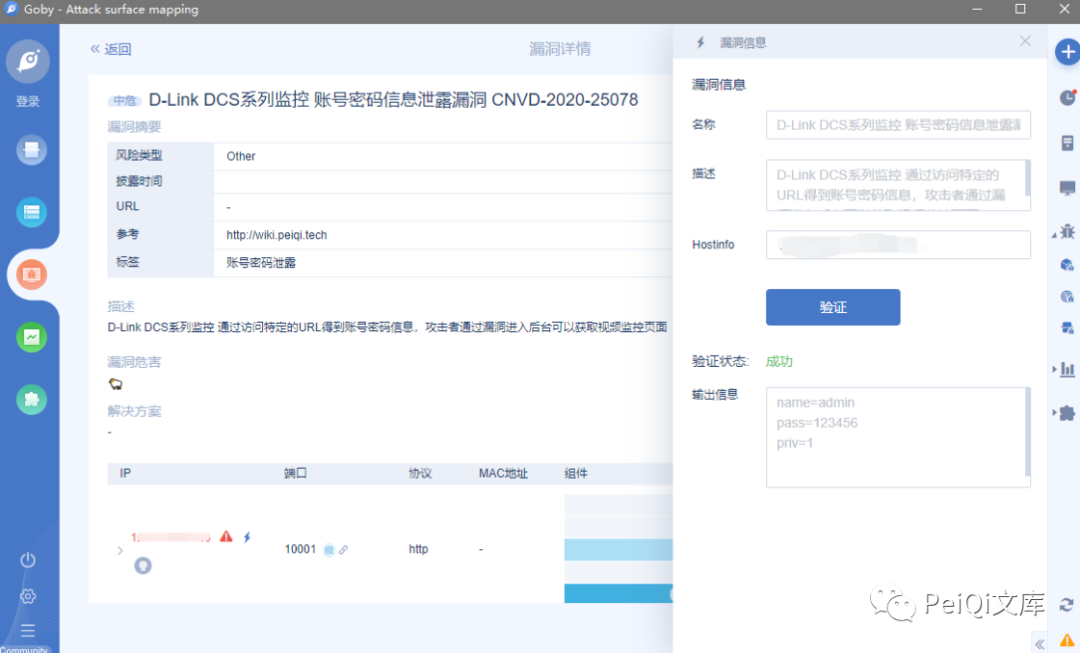 Goby - Attack surface mapping
登录
Community
« 返回
漏洞详情
中危 D-Link DCS系列监控 账号密码信息泄露漏洞 CNVD-2020-25078
漏洞摘要
风险类型 Other
披露时间
URL -
参考 http://wiki.peiqi.tech
标签 账号密码泄露
描述
D-Link DCS系列监控 通过访问特定的URL得到账号密码信息，攻击者通过漏洞进入后台可以获取视频监控页面
漏洞危害
解决方案
-
IP 端口 协议 MAC地址 组件
10001 http -
漏洞信息
漏洞信息
名称 D-Link DCS系列监控 账号密码信息泄露
描述 D-Link DCS系列监控 通过访问特定的
URL得到账号密码信息，攻击者通过漏
Hostinfo
验证
验证状态: 成功
输出信息 name=admin
pass=123456
priv=1
PeiQi文库